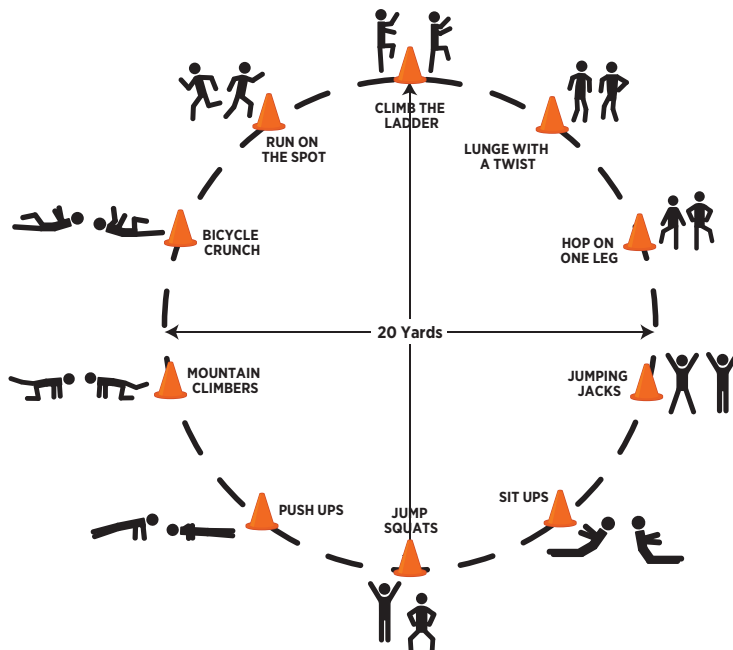 CLIMB THE
LADDER
RUN ON
THE SPOT
LUNGE WITH
A TWIST
BICYCLE
CRUNCH
HOP ON
ONE LEG
20 Yards
MOUNTAIN
CLIMBERS
JUMPING
JACKS
PUSH UPS
JUMP
SQUATS
SIT UPS